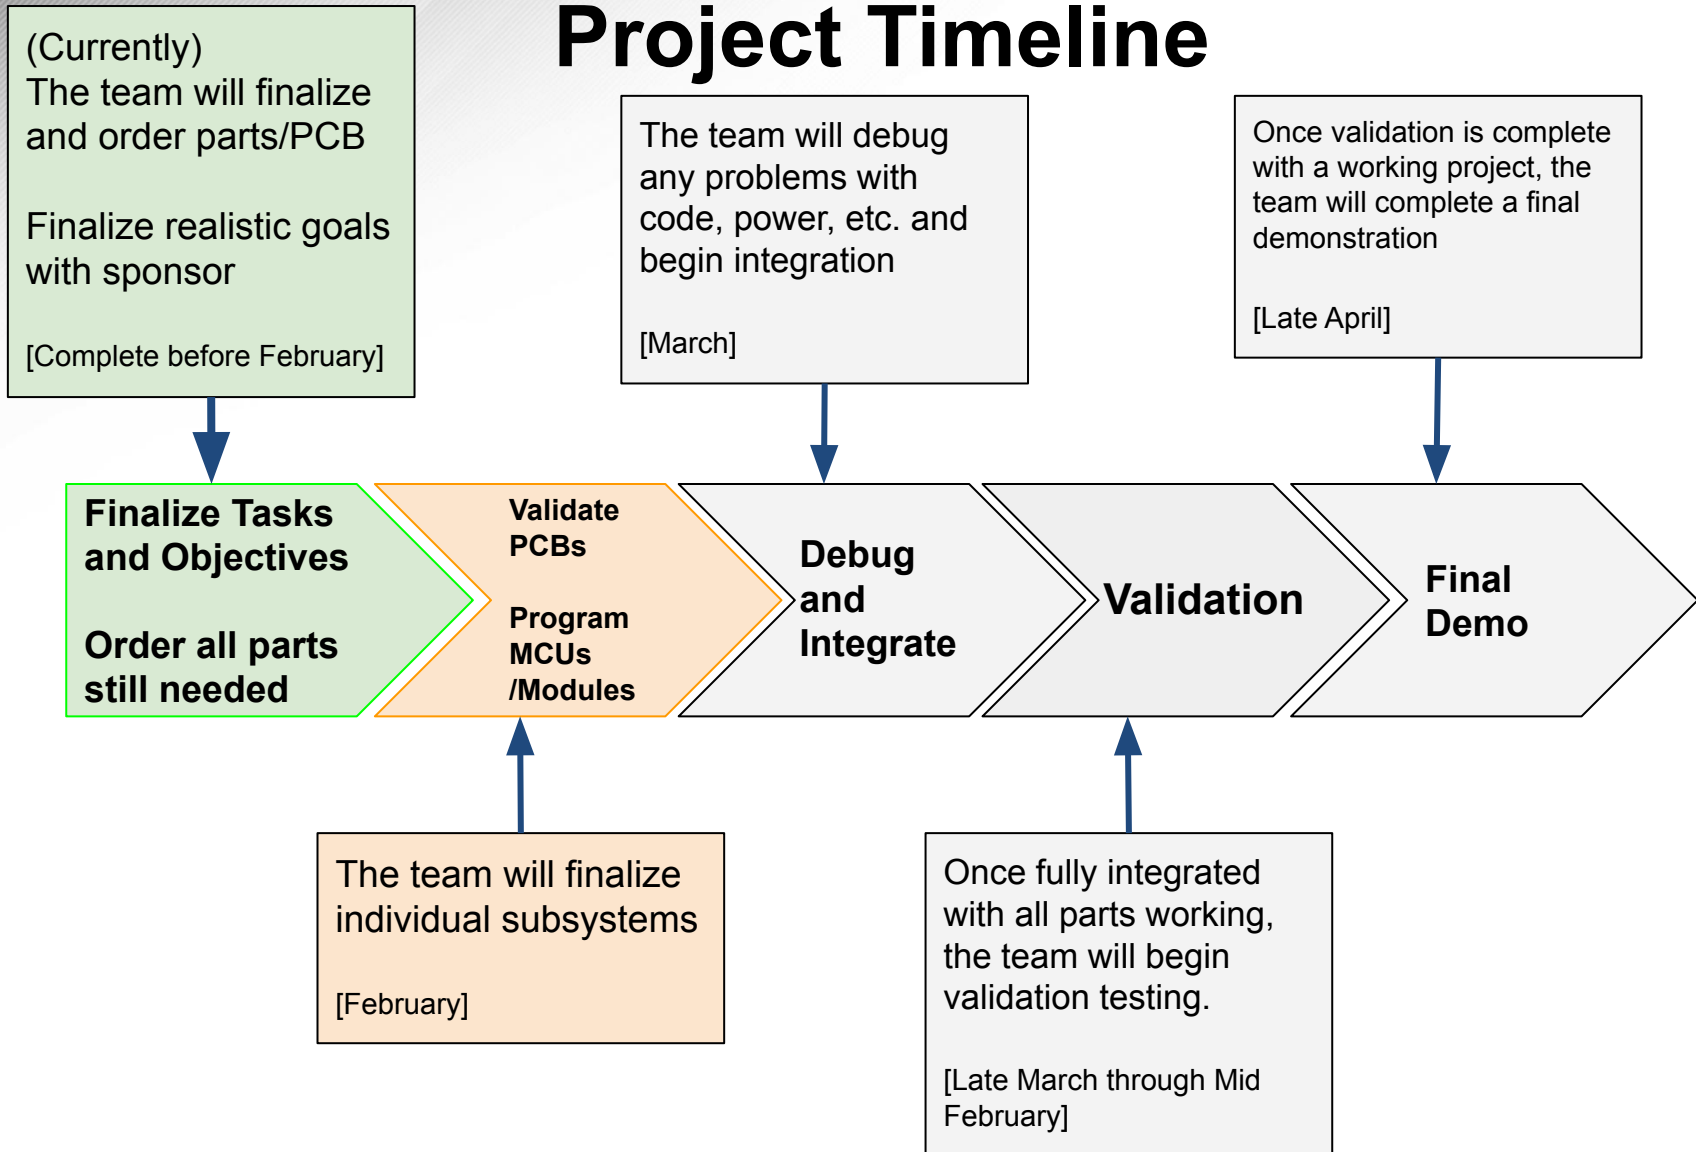 Project Timeline
(Currently)
The team will finalize
and order parts/PCB
Finalize realistic goals
with sponsor
[Complete before February]
The team will debug
any problems with
code, power, etc. and
begin integration
[March]
Once validation is complete
with a working project, the
team will complete a final
demonstration
[Late April]
Finalize Tasks
and Objectives
Order all parts
still needed
Validate
PCBs
Program
MCUs
/Modules
Debug
and
Integrate
Validation
Final
Demo
The team will finalize
individual subsystems
[February]
Once fully integrated
with all parts working,
the team will begin
validation testing.
[Late March through Mid
February]